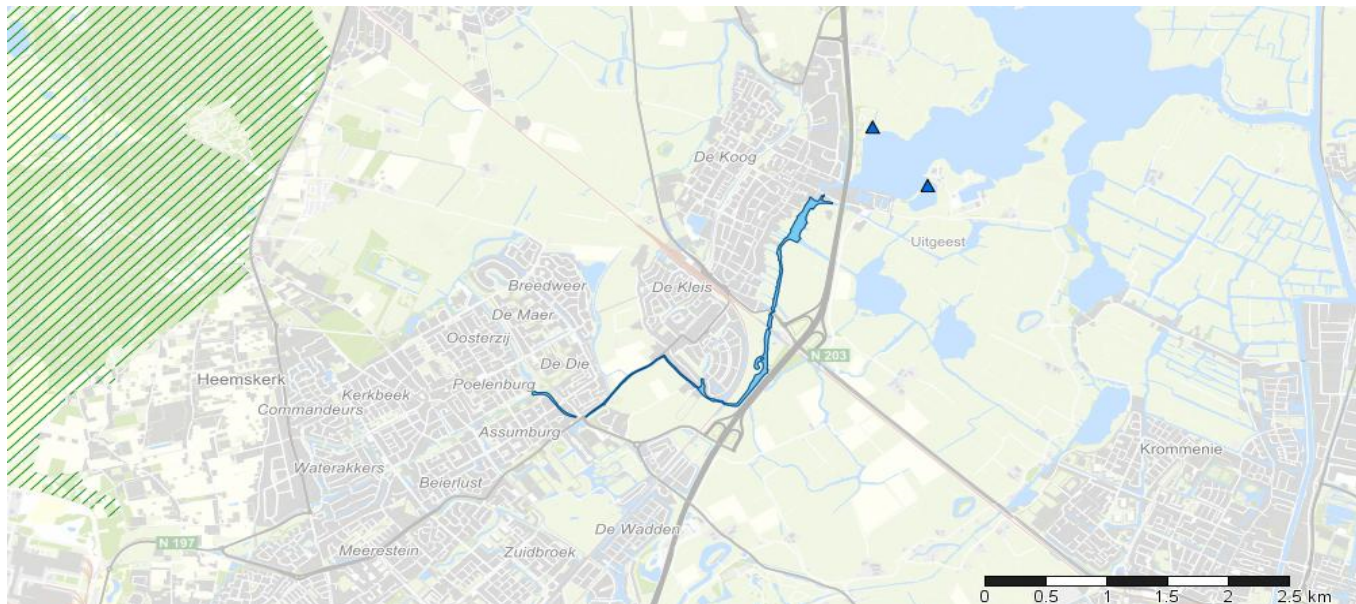 De Koog
Uitgeest
Breedweer
De Kleis
De Maer
Oosterzij
N 203
De Die
Heemskerk
Poelenburg
Kerkbeek
Commandeurs
Assumburg
Krommenie
Waterakkers
Beierlust
De Wadden
N 197
Meerestein
Zuidbroek
0 0.5 1 1.5 2 2.5 km